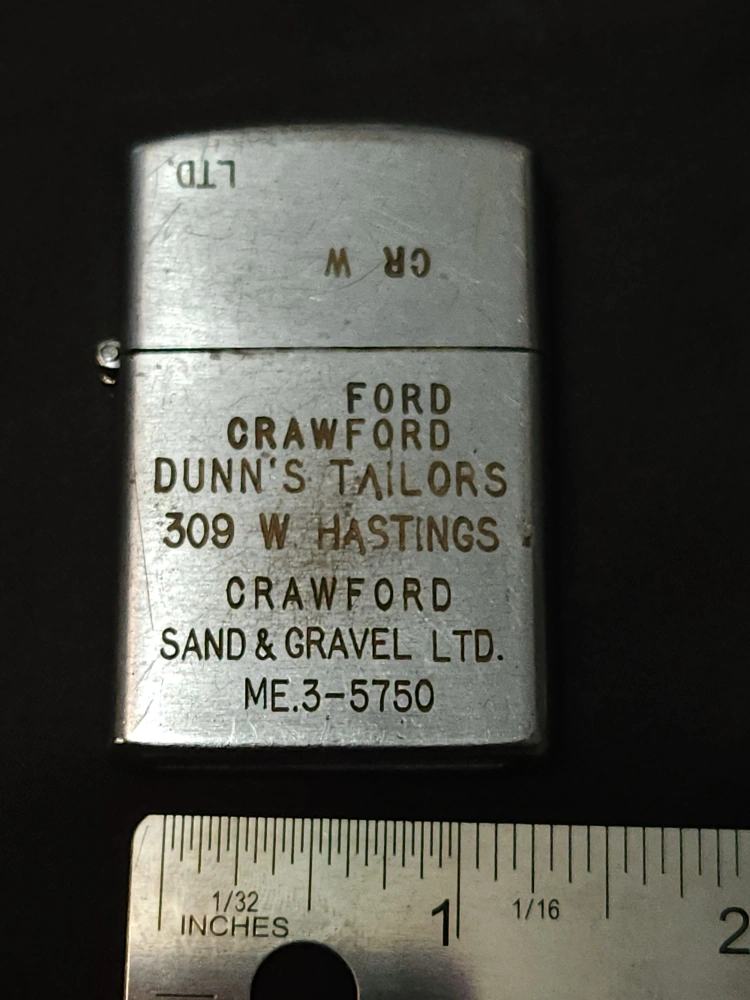 LTD.
CR W
FORD
CRAWFORD
DUNN'S TAILORS
309 W. HASTINGS
CRAWFORD
SAND & GRAVEL LTD.
ME.3-5750
1/32
INCHES
1
1/16
2